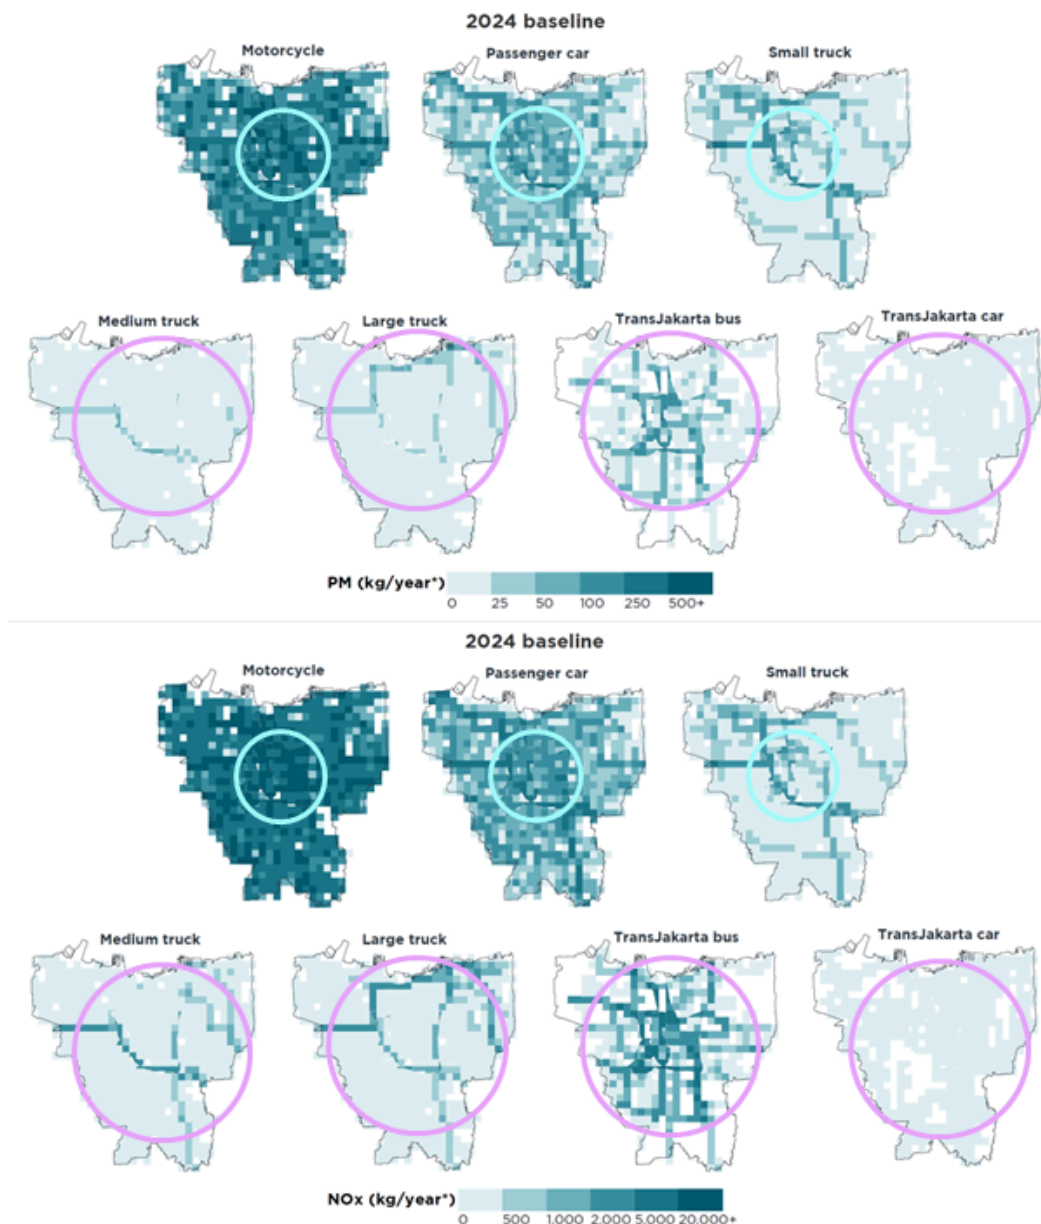 2024 baseline
Motorcycle
Passenger car
Small truck
Medium truck
Large truck
TransJakarta bus
TransJakarta car
PM (kg/year*)
0 25 50 100 250 500+
2024 baseline
Motorcycle
Passenger car
Small truck
Medium truck
Large truck
TransJakarta bus
TransJakarta car
NOx (kg/year*)
0 500 1,000 2,000 5,000 20,000+